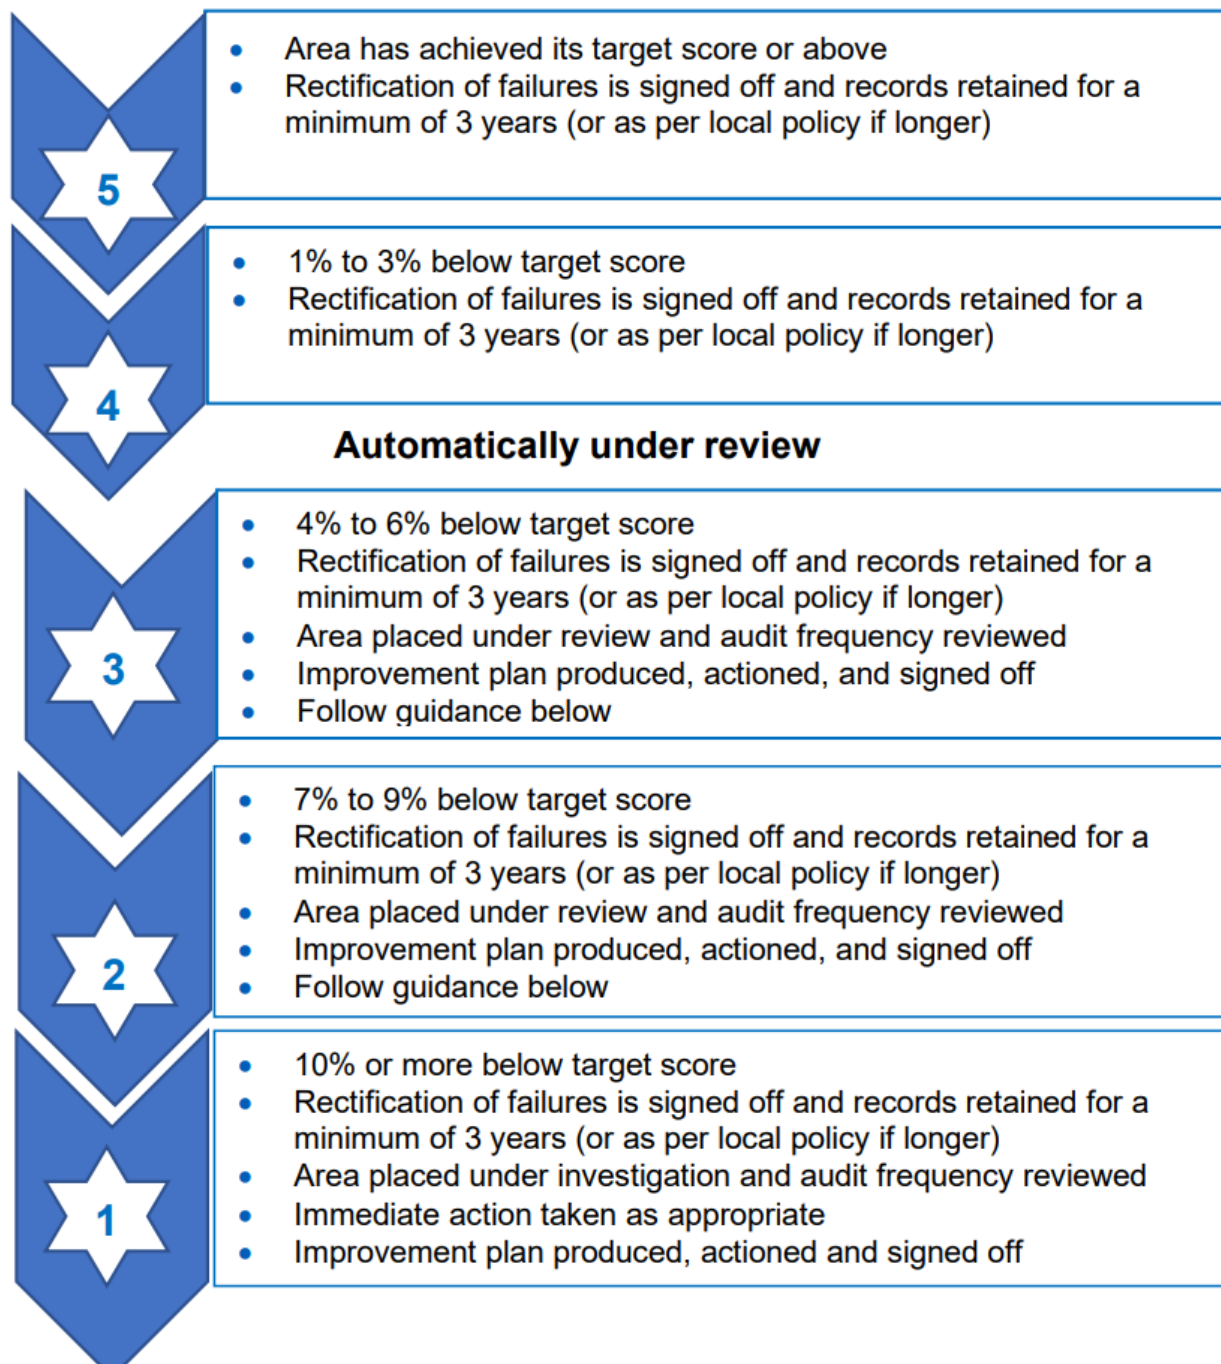 • Area has achieved its target score or above
• Rectification of failures is signed off and records retained for a
minimum of 3 years (or as per local policy if longer)
5
• 1% to 3% below target score
• Rectification of failures is signed off and records retained for a
minimum of 3 years (or as per local policy if longer)
4
Automatically under review
• 4% to 6% below target score
• Rectification of failures is signed off and records retained for a
minimum of 3 years (or as per local policy if longer)
• Area placed under review and audit frequency reviewed
3
• Improvement plan produced, actioned, and signed off
• Follow guidance below
• 7% to 9% below target score
• Rectification of failures is signed off and records retained for a
minimum of 3 years (or as per local policy if longer)
• Area placed under review and audit frequency reviewed
• Improvement plan produced, actioned, and signed off
2
• Follow guidance below
• 10% or more below target score
• Rectification of failures is signed off and records retained for a
minimum of 3 years (or as per local policy if longer)
• Area placed under investigation and audit frequency reviewed
• Immediate action taken as appropriate
1
• Improvement plan produced, actioned and signed off